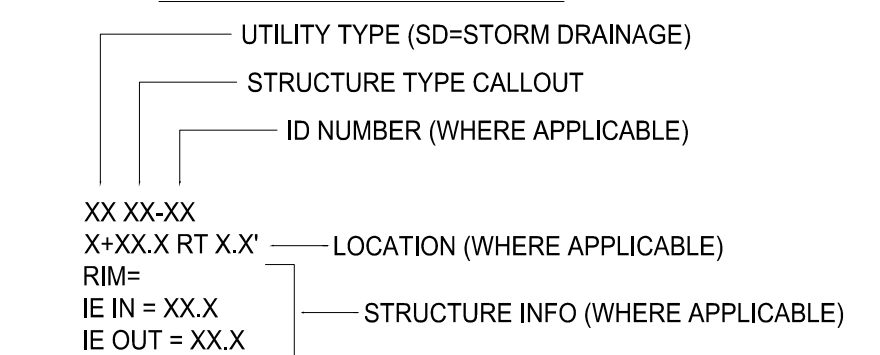 UTILITY TYPE (SD=STORM DRAINAGE)
STRUCTURE TYPE CALLOUT
ID NUMBER (WHERE APPLICABLE)
XX XX-XX
X+XX.X RT X.X' LOCATION (WHERE APPLICABLE)
RIM=
IE IN = XX.X STRUCTURE INFO (WHERE APPLICABLE)
IE OUT = XX.X